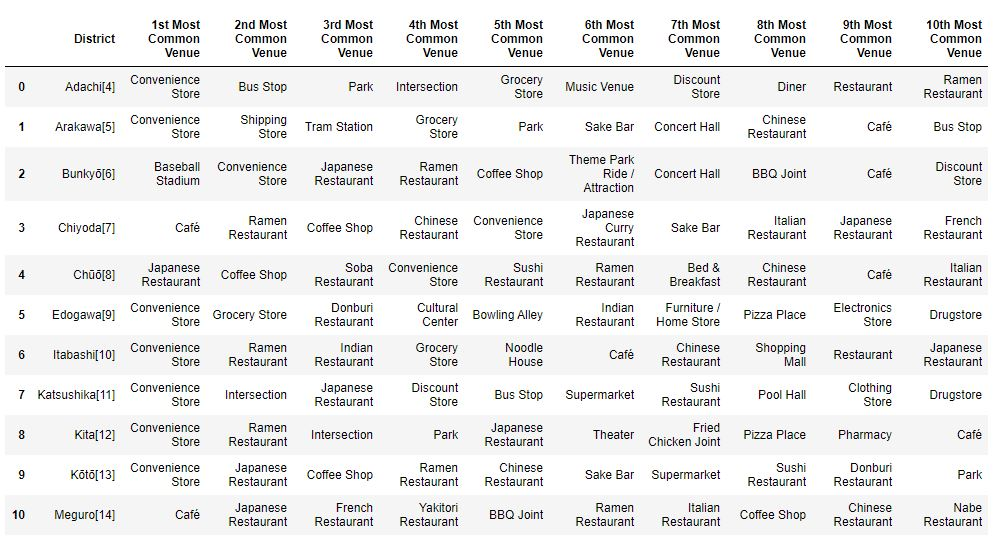 District 1st Most Common Venue 2nd Most Common Venue 3rd Most Common Venue 4th Most Common Venue 5th Most Common Venue 6th Most Common Venue 7th Most Common Venue 8th Most Common Venue 9th Most Common Venue 10th Most Common Venue
0 Adachi[4] Convenience Store Bus Stop Park Intersection Grocery Store Music Venue Discount Store Diner Restaurant Ramen Restaurant
1 Arakawa[5] Convenience Store Shipping Store Tram Station Grocery Store Park Sake Bar Concert Hall Chinese Restaurant Café Bus Stop
2 Bunkyō[6] Baseball Stadium Convenience Store Japanese Restaurant Ramen Restaurant Coffee Shop Theme Park Ride / Attraction Concert Hall BBQ Joint Café Discount Store
3 Chiyoda[7] Café Ramen Restaurant Coffee Shop Chinese Restaurant Convenience Store Japanese Curry Restaurant Sake Bar Italian Restaurant Japanese Restaurant French Restaurant
4 Chūō[8] Japanese Restaurant Coffee Shop Soba Restaurant Convenience Store Sushi Restaurant Ramen Restaurant Bed & Breakfast Chinese Restaurant Café Italian Restaurant
5 Edogawa[9] Convenience Store Grocery Store Donburi Restaurant Cultural Center Bowling Alley Indian Restaurant Furniture / Home Store Pizza Place Electronics Store Drugstore
6 Itabashi[10] Convenience Store Ramen Restaurant Indian Restaurant Grocery Store Noodle House Café Chinese Restaurant Shopping Mall Restaurant Japanese Restaurant
7 Katsushika[11] Convenience Store Intersection Japanese Restaurant Discount Store Bus Stop Supermarket Sushi Restaurant Pool Hall Clothing Store Drugstore
8 Kita[12] Convenience Store Ramen Restaurant Intersection Park Japanese Restaurant Theater Fried Chicken Joint Pizza Place Pharmacy Café
9 Kōtō[13] Convenience Store Japanese Restaurant Coffee Shop Ramen Restaurant Chinese Restaurant Sake Bar Supermarket Sushi Restaurant Donburi Restaurant Park
10 Meguro[14] Café Japanese Restaurant French Restaurant Yakitori Restaurant BBQ Joint Ramen Restaurant Italian Restaurant Coffee Shop Chinese Restaurant Nabe Restaurant